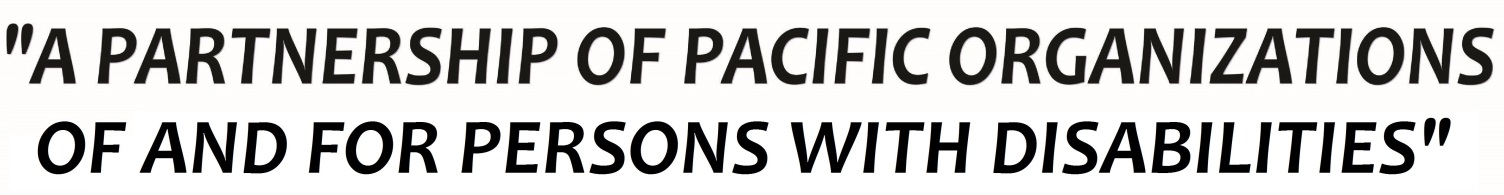 "A PARTNERSHIP OF PACIFIC ORGANIZATIONS
OF AND FOR PERSONS WITH DISABILITIES"